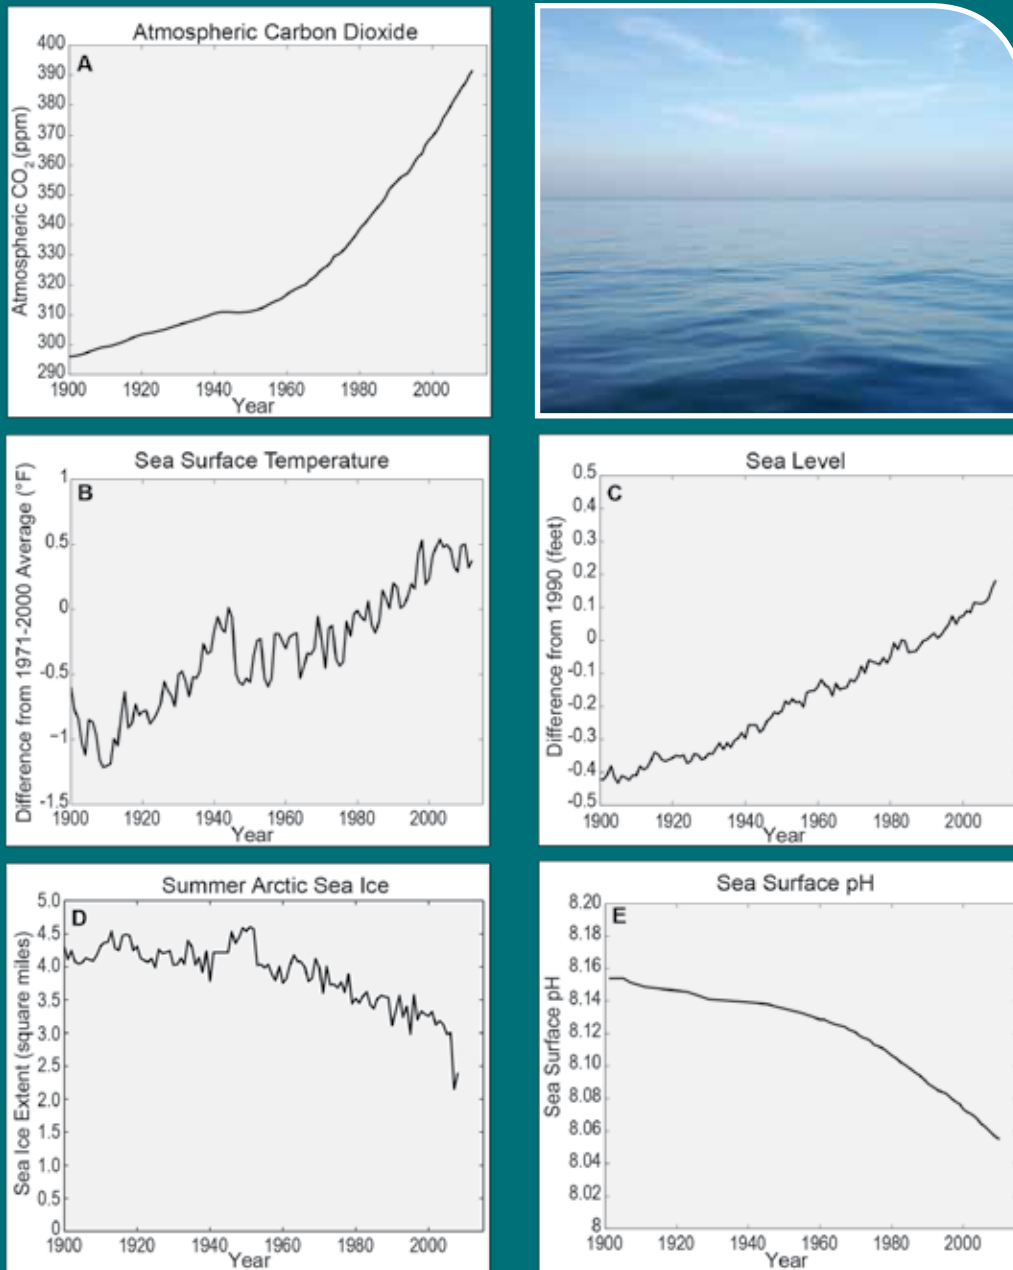 Atmospheric Carbon Dioxide
A
Atmospheric CO₂ (ppm)
400
390
380
370
360
350
340
330
320
310
300
290
1900 1920 1940 1960 1980 2000
Year
Sea Surface Temperature
B
Difference from 1971-2000 Average (°F)
1
0.5
0
-0.5
-1
-1.5
1900 1920 1940 1960 1980 2000
Year
Sea Level
C
Difference from 1990 (feet)
0.5
0.4
0.3
0.2
0.1
0
-0.1
-0.2
-0.3
-0.4
-0.5
1900 1920 1940 1960 1980 2000
Year
Summer Arctic Sea Ice
D
Sea Ice Extent (square miles)
5.0
4.5
4.0
3.5
3.0
2.5
2.0
1.5
1.0
0.5
0
1900 1920 1940 1960 1980 2000
Year
Sea Surface pH
E
Sea Surface pH
8.20
8.18
8.16
8.14
8.12
8.10
8.08
8.06
8.04
8.02
8
1900 1920 1940 1960 1980 2000
Year